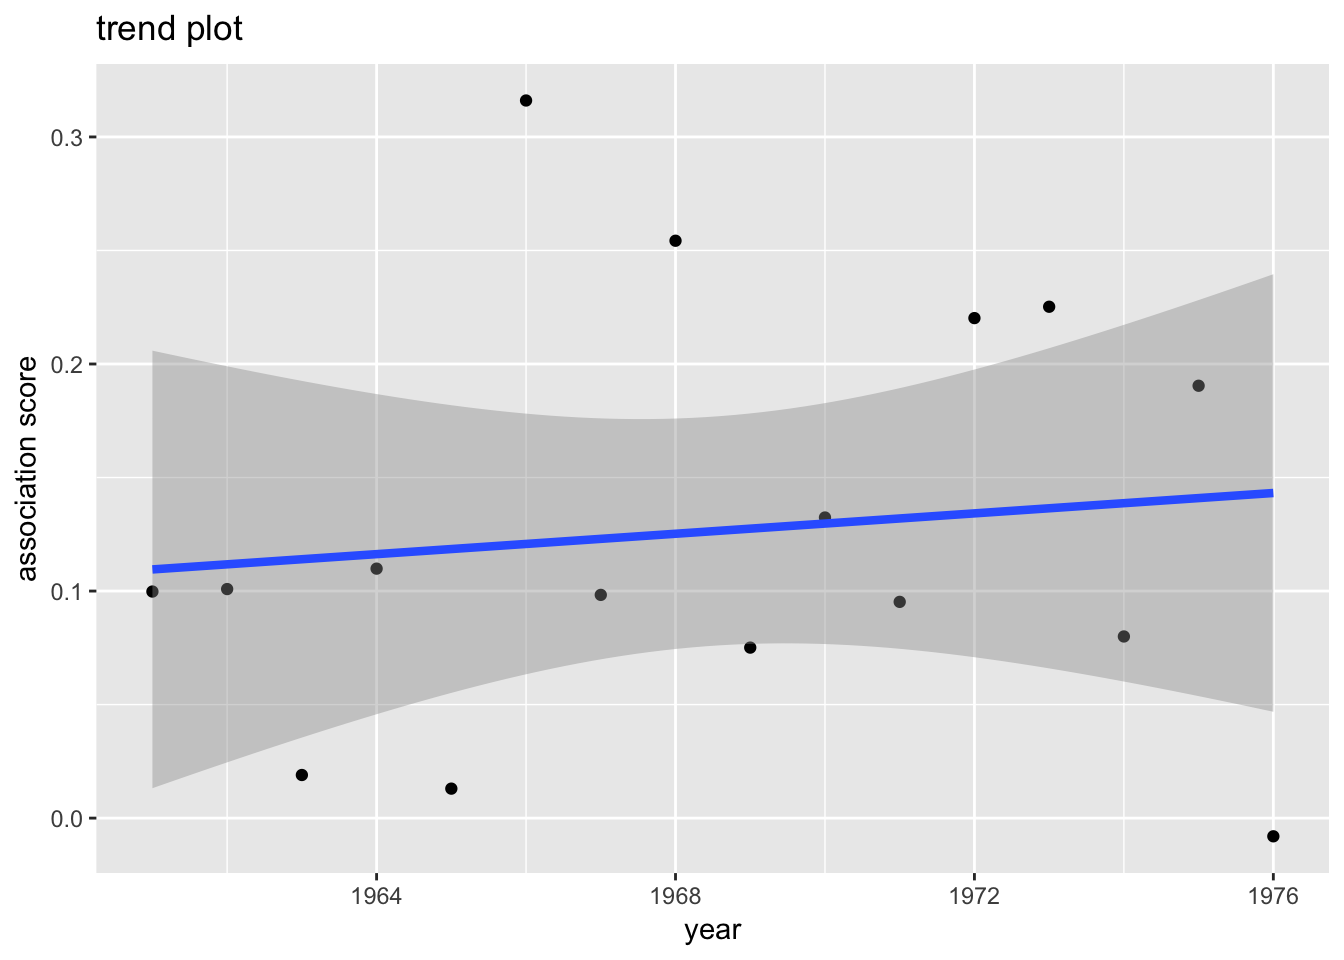 trend plot
association score
0.3
0.2
0.1
0.0
1964 1968 1972 1976
year